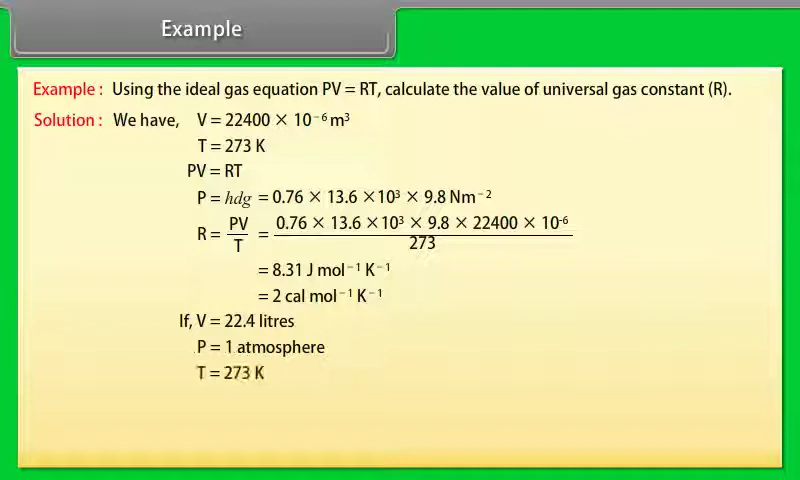 Example
Example : Using the ideal gas equation PV = RT, calculate the value of universal gas constant (R).
Solution : We have, V = 22400 × 10⁻⁶ m³
T = 273 K
PV = RT
P = hdg = 0.76 × 13.6 ×10³ × 9.8 Nm⁻²
R = PV/T = 0.76 × 13.6 ×10³ × 9.8 × 22400 × 10⁻⁶/273
= 8.31 J mol⁻¹ K⁻¹
= 2 cal mol⁻¹ K⁻¹
If, V = 22.4 litres
P = 1 atmosphere
T = 273 K